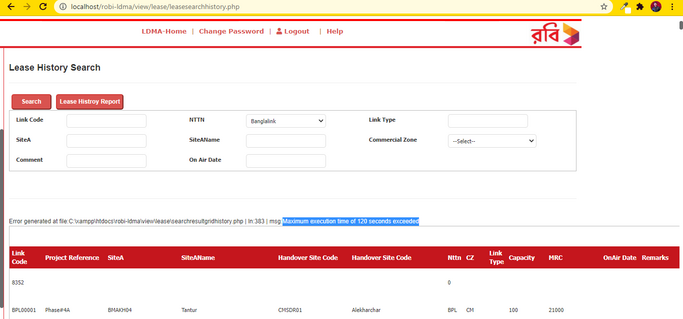 localhost/robi-ldma/view/lease/leasesearchhistory.php
LDMA-Home | Change Password | Logout | Help
রবি
Lease History Search
Search Lease Histroy Report
Link Code NTTN Banglalink Link Type
SiteA SiteAName Commercial Zone --Select--
Comment On Air Date
Error generated at file:C:\xampp\htdocs\robi-ldma\view\lease\searchresultgridhistory.php | ln:383 | msg Maximum execution time of 120 seconds exceeded
Link Code Project Reference SiteA SiteAName Handover Site Code Handover Site Code Nttn CZ Link Type Capacity MRC OnAir Date Remarks
8352 0
BPL00001 Phase#4A BMAKH04 Tantur CMSDR01 Alekharchar BPL CM 100 21000